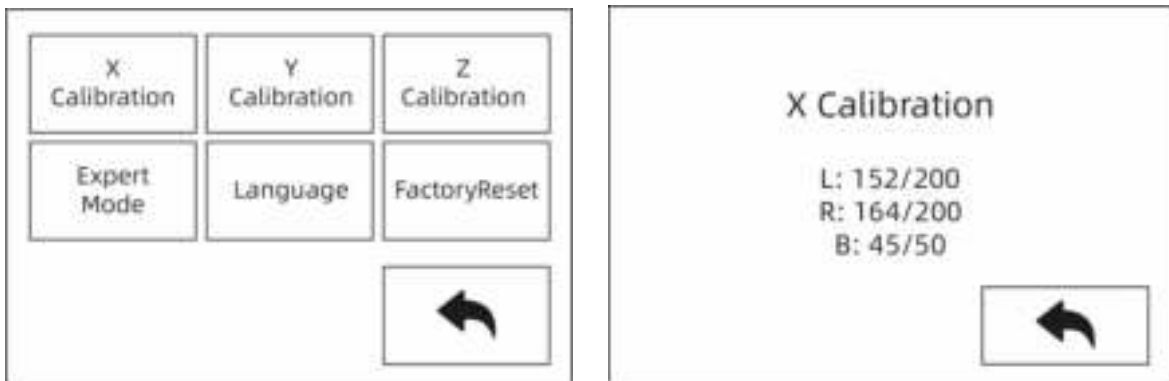 X
Calibration
Y
Calibration
Z
Calibration
Expert
Mode
Language
FactoryReset
X Calibration
L: 152/200
R: 164/200
B: 45/50